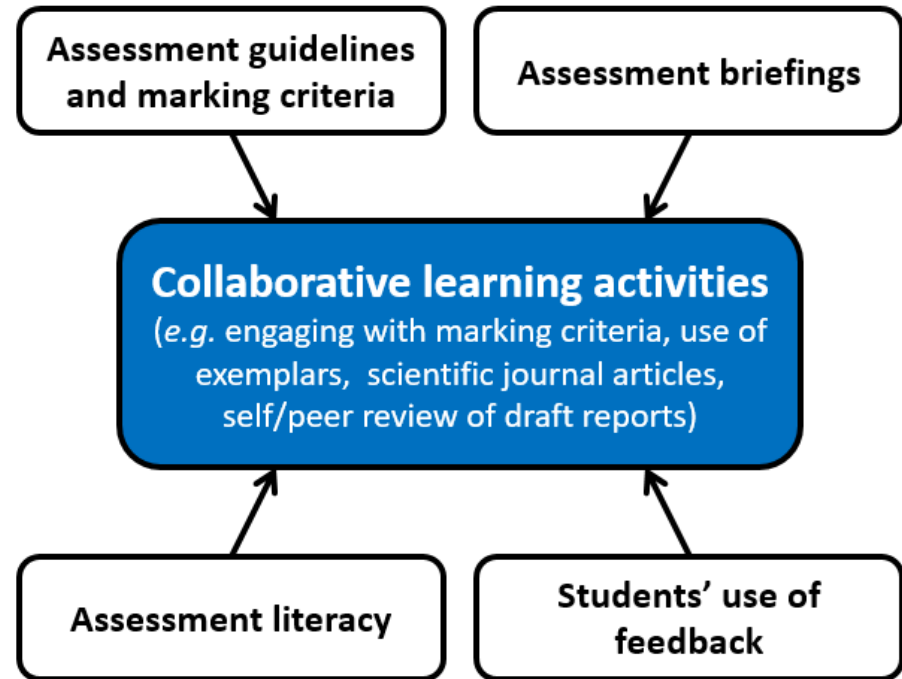 Assessment guidelines
and marking criteria
Assessment briefings
Collaborative learning activities
(e.g. engaging with marking criteria, use of
exemplars, scientific journal articles,
self/peer review of draft reports)
Assessment literacy
Students’ use of
feedback